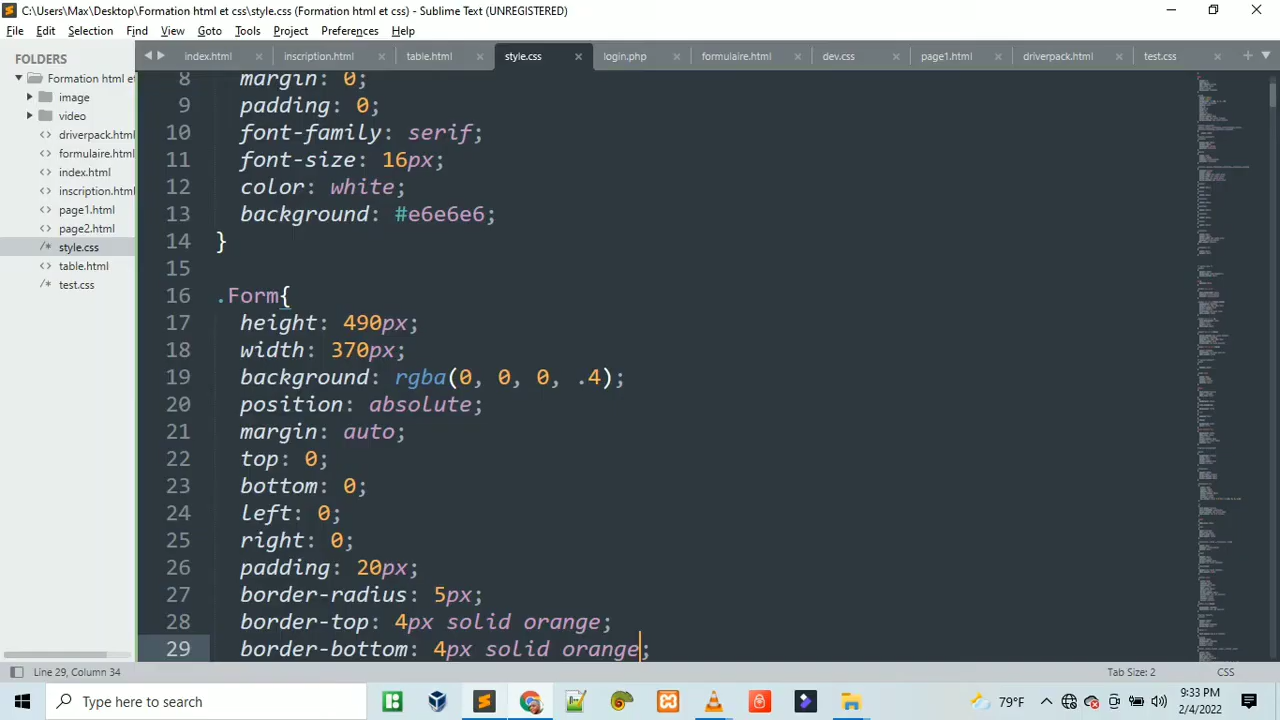 C:\Users\Max\Desktop\Formation html et css\style.css (Formation html et css) - Sublime Text (UNREGISTERED)
File Edit Selection Find View Goto Tools Project Preferences Help
FOLDERS
Formation html et
image
video
driverpack.html
formulaire.html
index.html
inscription.html
page1.html
page2.html
style.css
table.html
test.css
index.html inscription.html table.html style.css login.php formulaire.html dev.css page1.html driverpack.html test.css
8 margin: 0;
9 padding: 0;
10 font-family: serif;
11 font-size: 16px;
12 color: white;
13 background: #e6e6e6;
14 }
15
16 .Form{
17 height: 490px;
18 width: 370px;
19 background: rgba(0, 0, 0, .4);
20 position: absolute;
21 margin: auto;
22 top: 0;
23 bottom: 0;
24 left: 0;
25 right: 0;
26 padding: 20px;
27 border-radius: 5px;
28 border-top: 4px solid orange;
29 border-bottom: 4px solid orange;
Line 29, Column 34 Tab Size: 2 CSS
Type here to search
79°F
9:33 PM
2/4/2022